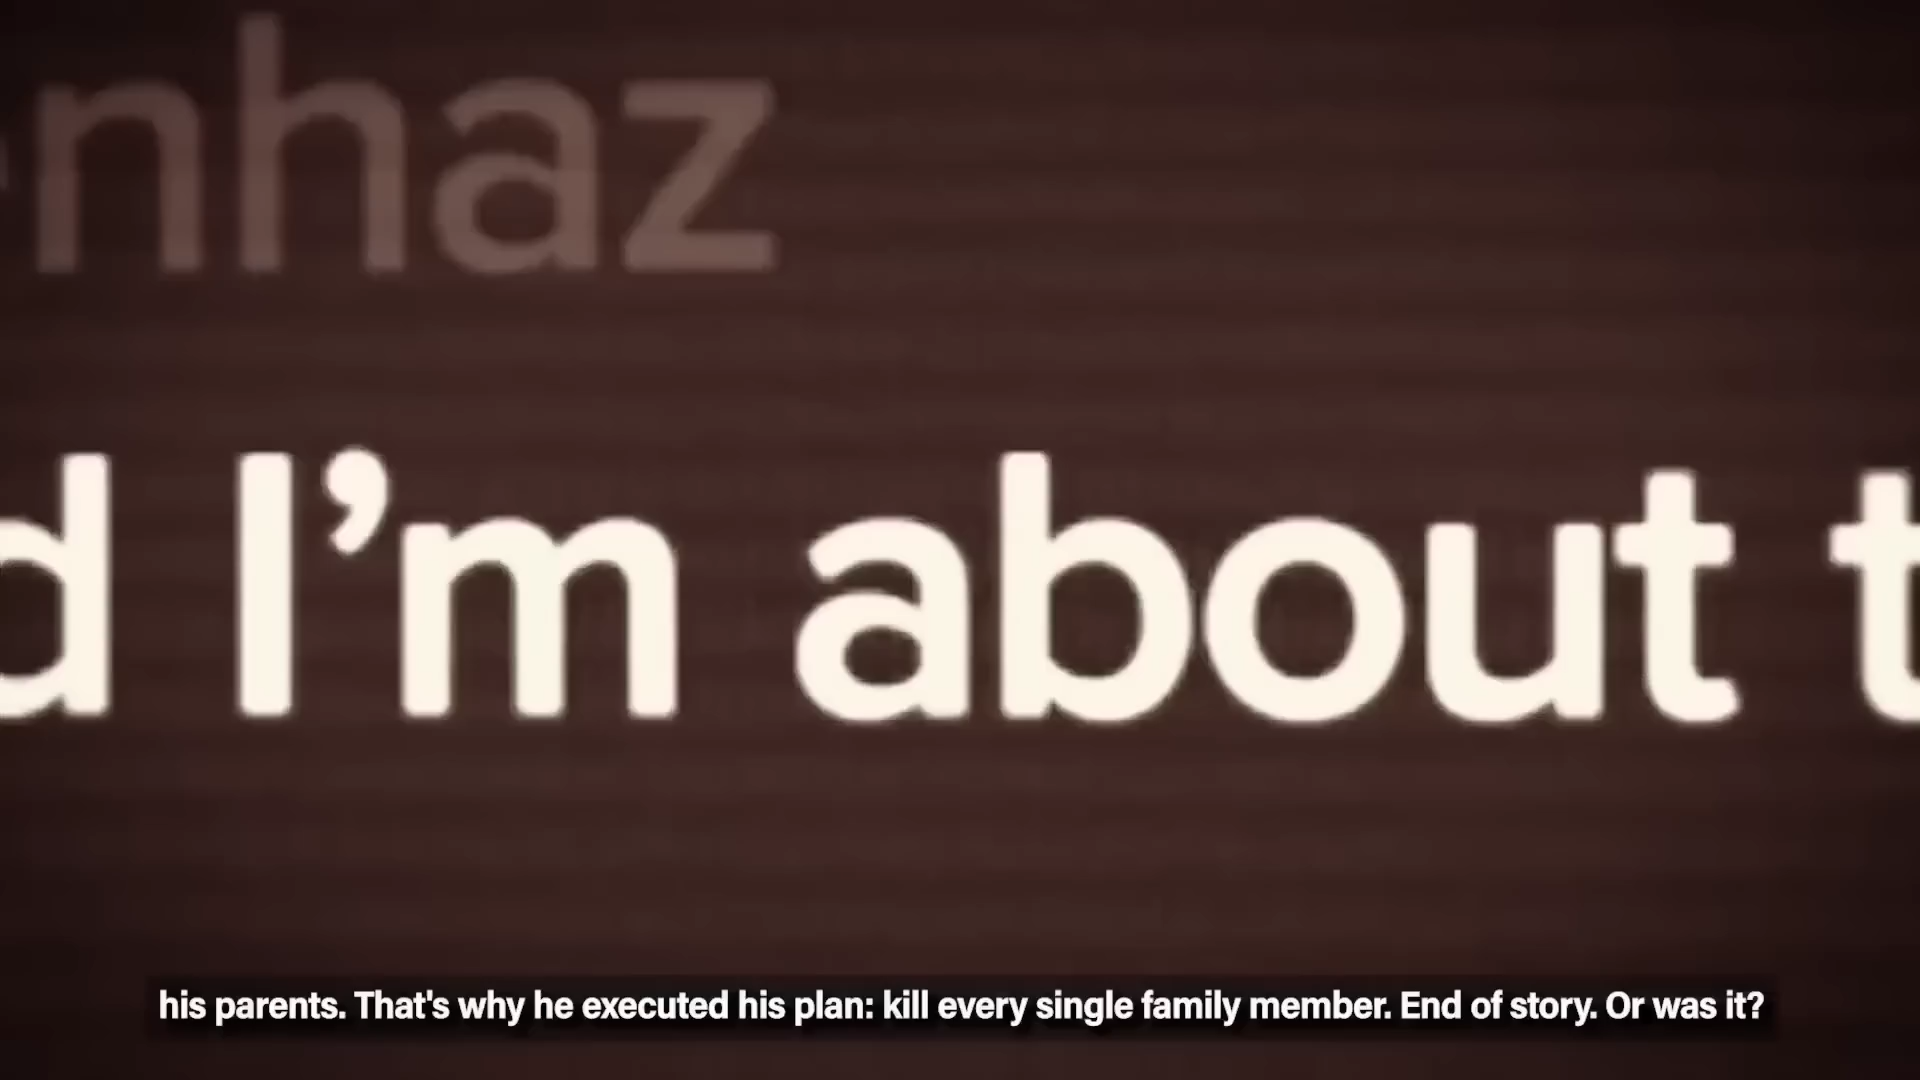 nhaz
d I’m about t
his parents. That's why he executed his plan: kill every single family member. End of story. Or was it?